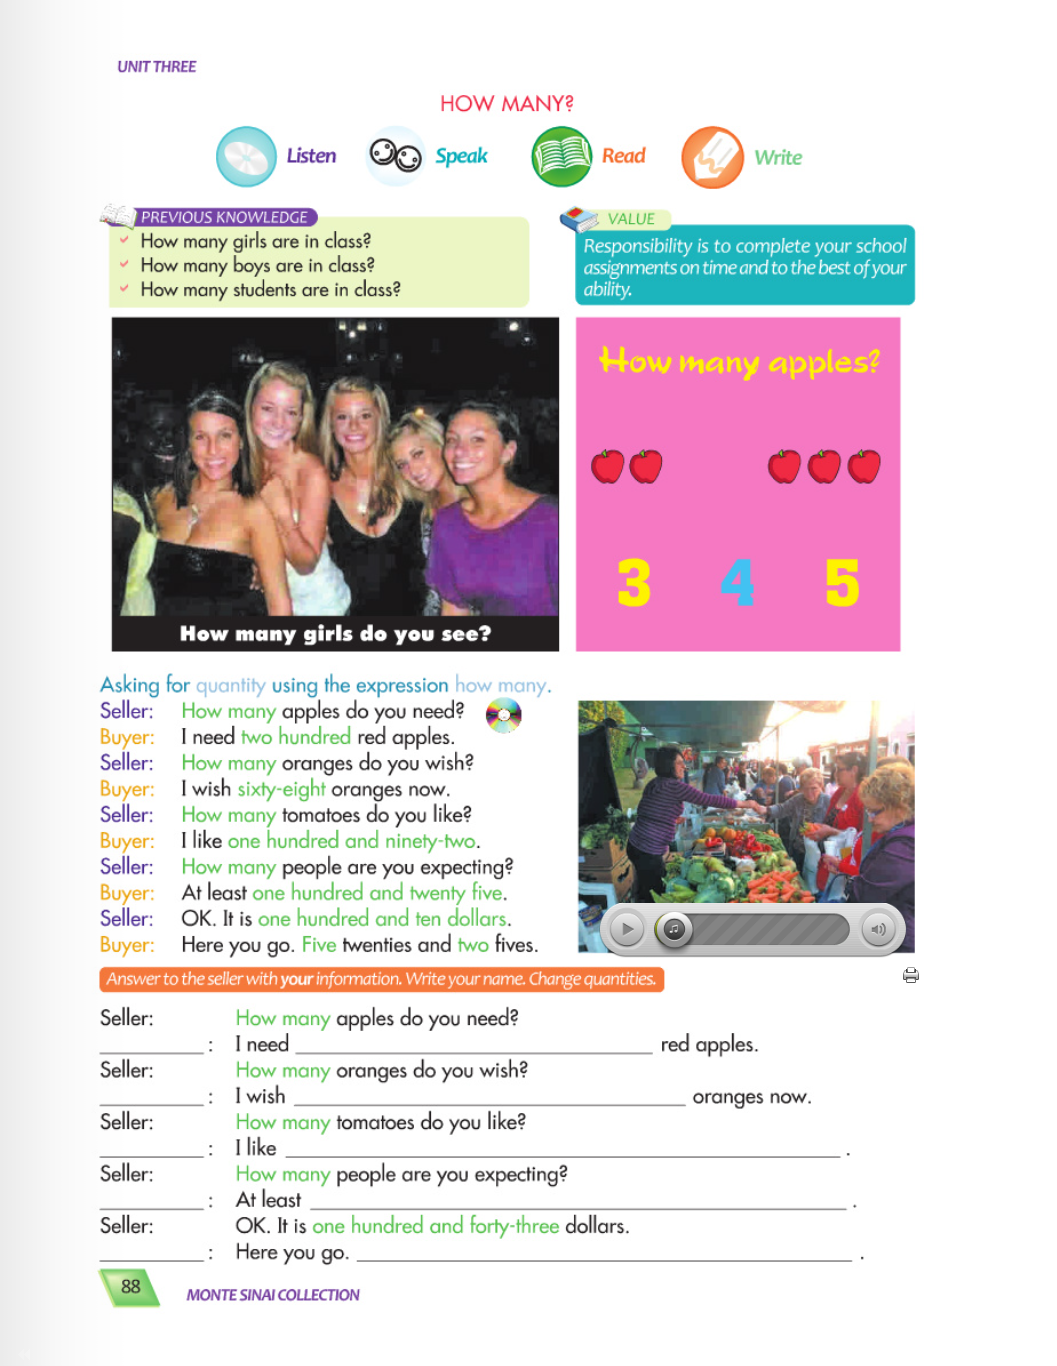 UNIT THREE
HOW MANY?
Listen
Speak
Read
Write
PREVIOUS KNOWLEDGE
How many girls are in class?
How many boys are in class?
How many students are in class?
VALUE
Responsibility is to complete your school
assignments on time and to the best of your
ability.
How many girls do you see?
How many apples?
3 4 5
Asking for quantity using the expression how many.
Seller: How many apples do you need?
Buyer: I need two hundred red apples.
Seller: How many oranges do you wish?
Buyer: I wish sixty-eight oranges now.
Seller: How many tomatoes do you like?
Buyer: I like one hundred and ninety-two.
Seller: How many people are you expecting?
Buyer: At least one hundred and twenty five.
Seller: OK. It is one hundred and ten dollars.
Buyer: Here you go. Five twenties and two fives.
Answer to the seller with your information. Write your name. Change quantities.
Seller: How many apples do you need?
__________ : I need ______________________________ red apples.
Seller: How many oranges do you wish?
__________ : I wish ______________________________ oranges now.
Seller: How many tomatoes do you like?
__________ : I like ______________________________ .
Seller: How many people are you expecting?
__________ : At least ______________________________ .
Seller: OK. It is one hundred and forty-three dollars.
__________ : Here you go. ______________________________ .
88
MONTE SINAI COLLECTION